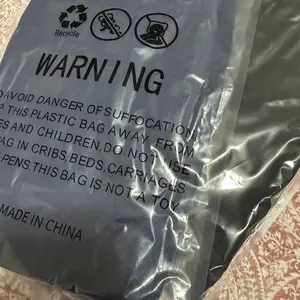 Recycle
WARNING
AVOID DANGER OF SUFFOCATION
THIS PLASTIC BAG AWAY FROM
AND CHILDREN. DO NOT USE
IN CRIBS, BEDS, CARRIAGES
PENS. THIS BAG IS NOT A TOY.
MADE IN CHINA